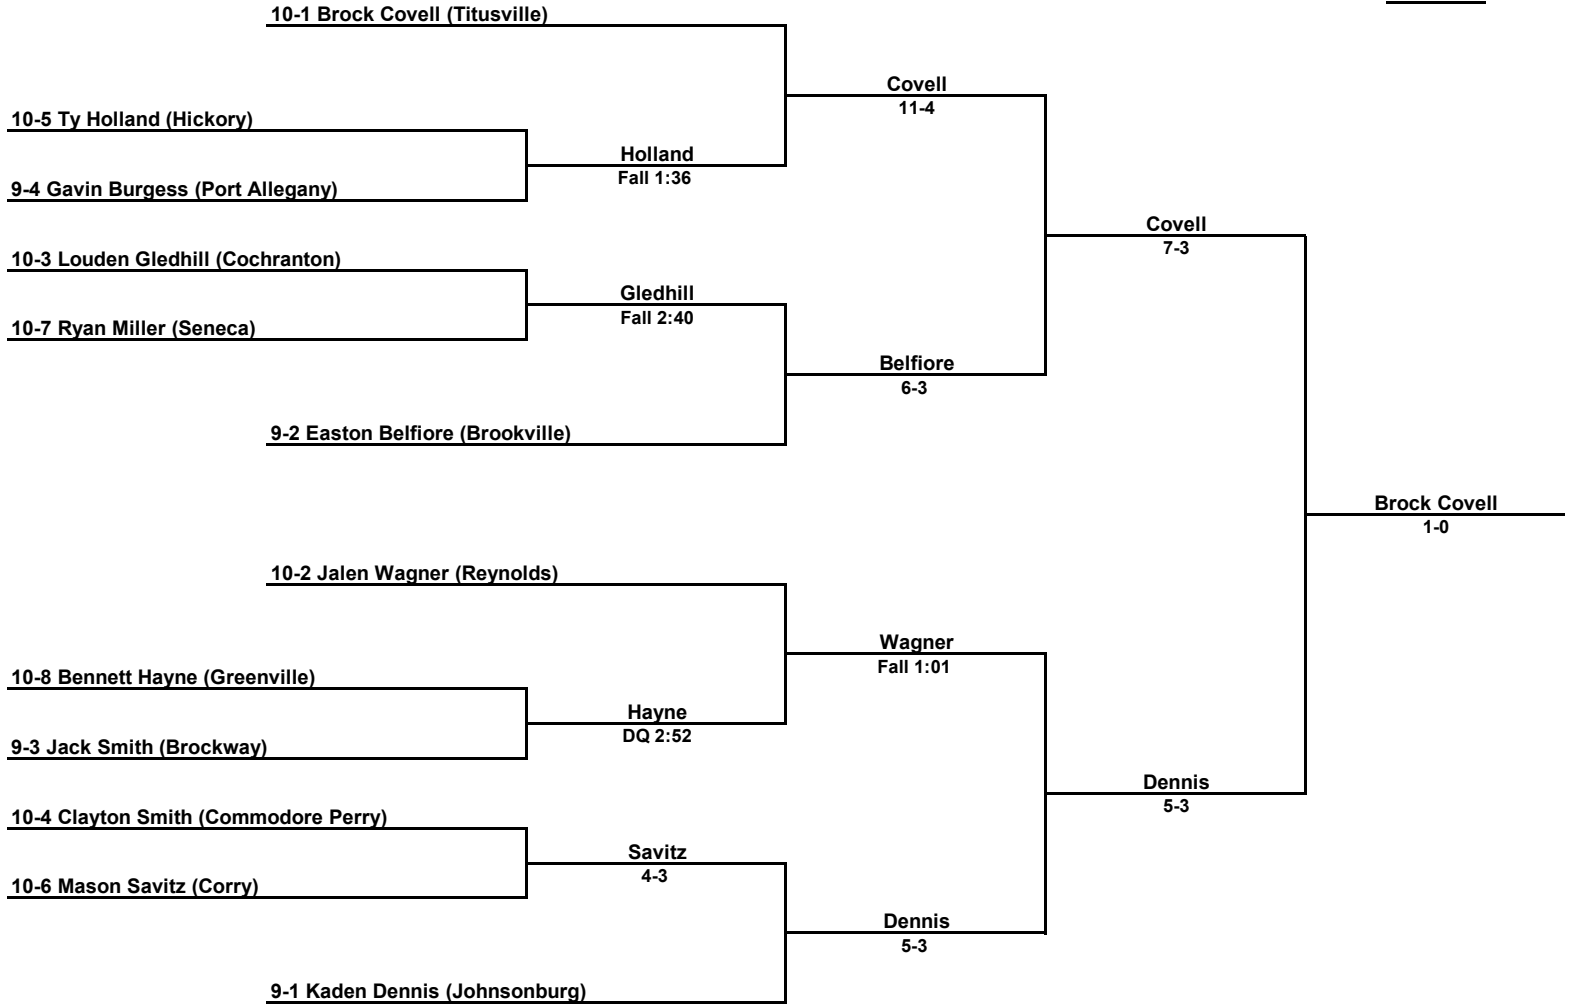 10-1 Brock Covell (Titusville)
Covell
11-4
10-5 Ty Holland (Hickory)
Holland
Fall 1:36
9-4 Gavin Burgess (Port Allegany)
Covell
7-3
10-3 Louden Gledhill (Cochranton)
Gledhill
Fall 2:40
10-7 Ryan Miller (Seneca)
Belfiore
6-3
9-2 Easton Belfiore (Brookville)
Brock Covell
1-0
10-2 Jalen Wagner (Reynolds)
Wagner
Fall 1:01
10-8 Bennett Hayne (Greenville)
Hayne
DQ 2:52
9-3 Jack Smith (Brockway)
Dennis
5-3
10-4 Clayton Smith (Commodore Perry)
Savitz
4-3
10-6 Mason Savitz (Corry)
Dennis
5-3
9-1 Kaden Dennis (Johnsonburg)